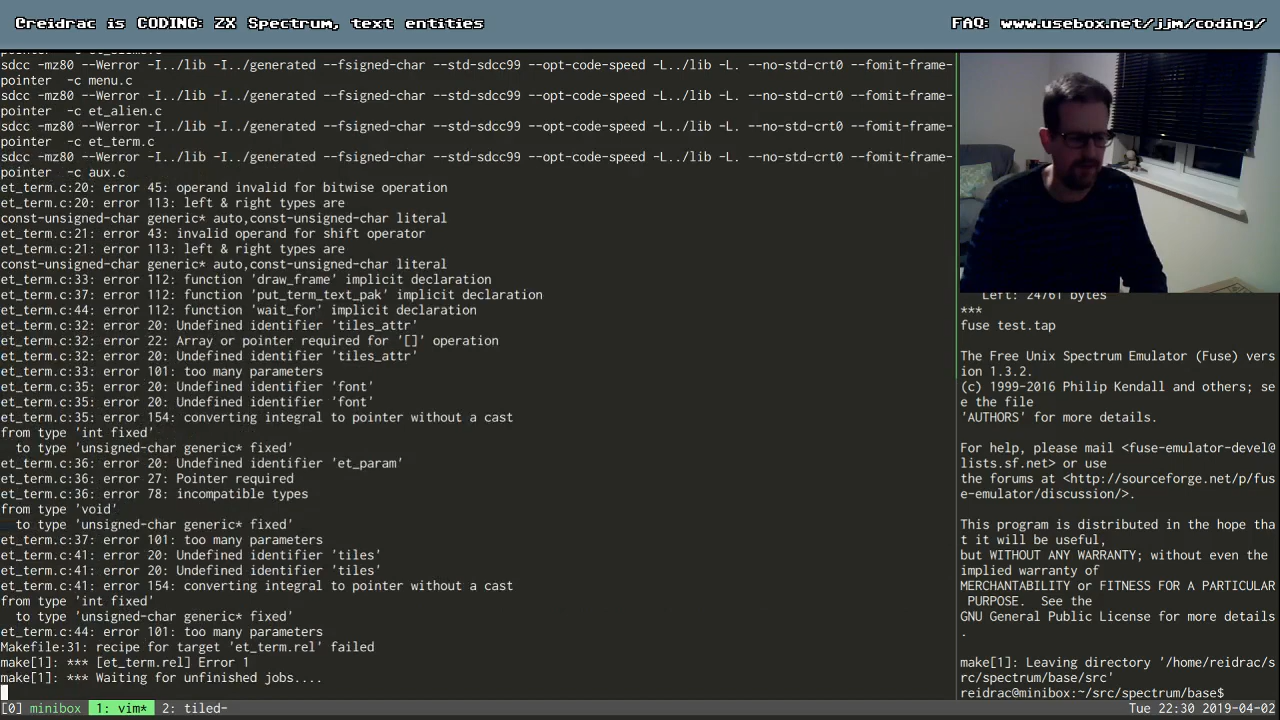 Creidrac is CODING: ZX Spectrum, text entities
FAQ: www.usebox.net/jjm/coding/
sdcc -mz80 --Werror -I../lib -I../generated --fsigned-char --std-sdcc99 --opt-code-speed -L../lib -L. --no-std-crt0 --fomit-frame-
pointer  -c menu.c
sdcc -mz80 --Werror -I../lib -I../generated --fsigned-char --std-sdcc99 --opt-code-speed -L../lib -L. --no-std-crt0 --fomit-frame-
pointer  -c et_alien.c
sdcc -mz80 --Werror -I../lib -I../generated --fsigned-char --std-sdcc99 --opt-code-speed -L../lib -L. --no-std-crt0 --fomit-frame-
pointer  -c et_term.c
sdcc -mz80 --Werror -I../lib -I../generated --fsigned-char --std-sdcc99 --opt-code-speed -L../lib -L. --no-std-crt0 --fomit-frame-
pointer  -c aux.c
et_term.c:20: error 45: operand invalid for bitwise operation
et_term.c:20: error 113: left & right types are
const-unsigned-char generic* auto,const-unsigned-char literal
et_term.c:21: error 43: invalid operand for shift operator
et_term.c:21: error 113: left & right types are
const-unsigned-char generic* auto,const-unsigned-char literal
et_term.c:33: error 112: function 'draw_frame' implicit declaration
et_term.c:37: error 112: function 'put_term_text_pak' implicit declaration
et_term.c:44: error 112: function 'wait_for' implicit declaration
et_term.c:32: error 20: Undefined identifier 'tiles_attr'
et_term.c:32: error 22: Array or pointer required for '[]' operation
et_term.c:32: error 20: Undefined identifier 'tiles_attr'
et_term.c:33: error 101: too many parameters
et_term.c:35: error 20: Undefined identifier 'font'
et_term.c:35: error 20: Undefined identifier 'font'
et_term.c:35: error 154: converting integral to pointer without a cast
from type 'int fixed'
  to type 'unsigned-char generic* fixed'
et_term.c:36: error 20: Undefined identifier 'et_param'
et_term.c:36: error 27: Pointer required
et_term.c:36: error 78: incompatible types
from type 'void'
  to type 'unsigned-char generic* fixed'
et_term.c:37: error 101: too many parameters
et_term.c:41: error 20: Undefined identifier 'tiles'
et_term.c:41: error 20: Undefined identifier 'tiles'
et_term.c:41: error 154: converting integral to pointer without a cast
from type 'int fixed'
  to type 'unsigned-char generic* fixed'
et_term.c:44: error 101: too many parameters
Makefile:31: recipe for target 'et_term.rel' failed
make[1]: *** [et_term.rel] Error 1
make[1]: *** Waiting for unfinished jobs....
Left: 24761 bytes
***
fuse test.tap
The Free Unix Spectrum Emulator (Fuse) vers
ion 1.3.2.
(c) 1999-2016 Philip Kendall and others; se
e the file
'AUTHORS' for more details.
For help, please mail <fuse-emulator-devel@
lists.sf.net> or use
the forums at <http://sourceforge.net/p/fus
e-emulator/discussion/>.
This program is distributed in the hope tha
t it will be useful,
but WITHOUT ANY WARRANTY; without even the
implied warranty of
MERCHANTABILITY or FITNESS FOR A PARTICULAR
 PURPOSE.  See the
GNU General Public License for more details
.
make[1]: Leaving directory '/home/reidrac/s
rc/spectrum/base/src'
reidrac@minibox:~/src/spectrum/base$
[0] minibox  1: vim*  2: tiled-
Tue 22:30 2019-04-02